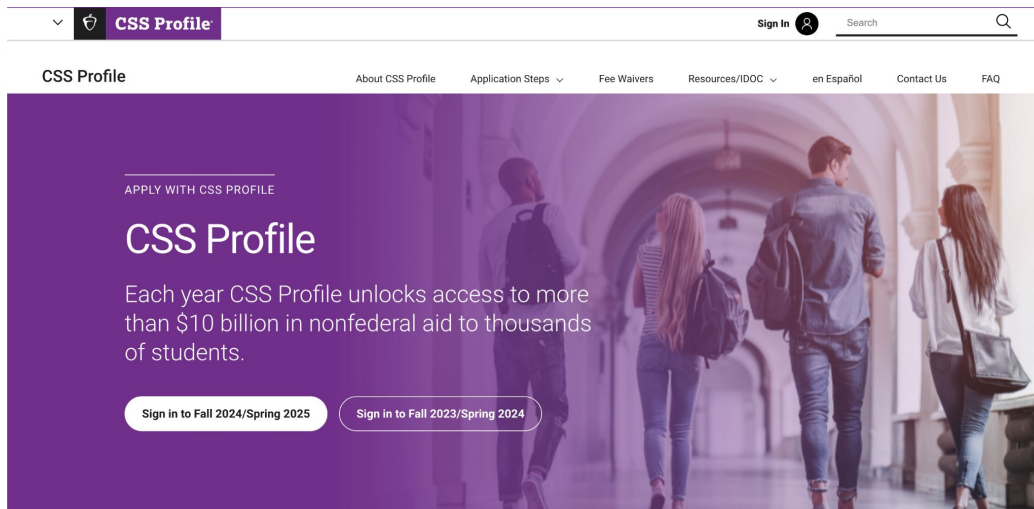 CSS Profile
Sign In
Search
CSS Profile
About CSS Profile
Application Steps
Fee Waivers
Resources/IDOC
en Español
Contact Us
FAQ
APPLY WITH CSS PROFILE
CSS Profile
Each year CSS Profile unlocks access to more
than $10 billion in nonfederal aid to thousands
of students.
Sign in to Fall 2024/Spring 2025
Sign in to Fall 2023/Spring 2024